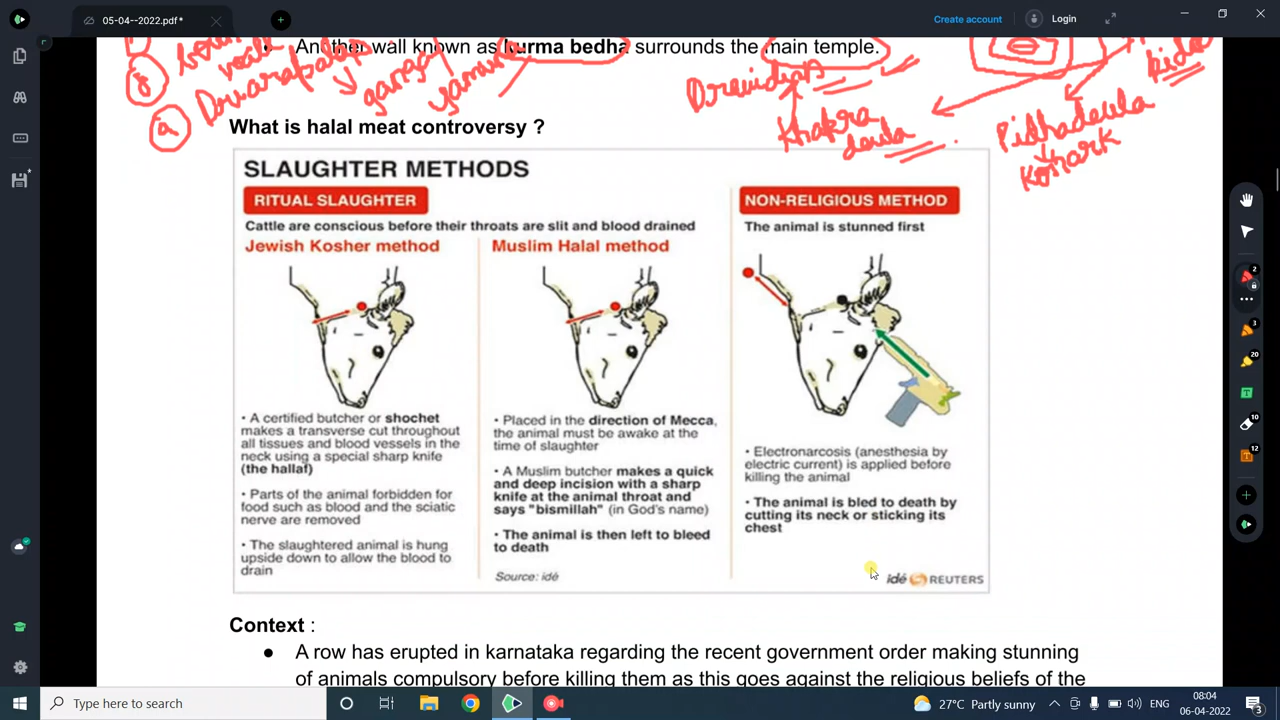 05-04--2022.pdf*
Create account
Login
Another wall known as kurma bedha surrounds the main temple.
Dwarapalas
ganga
yamuna
a
Dravidian
Khakra
deula
Pidhadeula
Konark
What is halal meat controversy ?
SLAUGHTER METHODS
RITUAL SLAUGHTER
Cattle are conscious before their throats are slit and blood drained
Jewish Kosher method
• A certified butcher or shochet
makes a transverse cut throughout
all tissues and blood vessels in the
neck using a special sharp knife
(the hallaf)
• Parts of the animal forbidden for
food such as blood and the sciatic
nerve are removed
• The slaughtered animal is hung
upside down to allow the blood to
drain
Muslim Halal method
• Placed in the direction of Mecca,
the animal must be awake at the
time of slaughter
• A Muslim butcher makes a quick
and deep incision with a sharp
knife at the animal throat and
says "bismillah" (in God's name)
• The animal is then left to bleed
to death
Source: idé
NON-RELIGIOUS METHOD
The animal is stunned first
• Electronarcosis (anesthesia by
electric current) is applied before
killing the animal
• The animal is bled to death by
cutting its neck or sticking its
chest
idé REUTERS
Context :
● A row has erupted in karnataka regarding the recent government order making stunning
of animals compulsory before killing them as this goes against the religious beliefs of the
2
3
20
10
12
Type here to search
27°C Partly sunny
ENG
08:04
06-04-2022
3